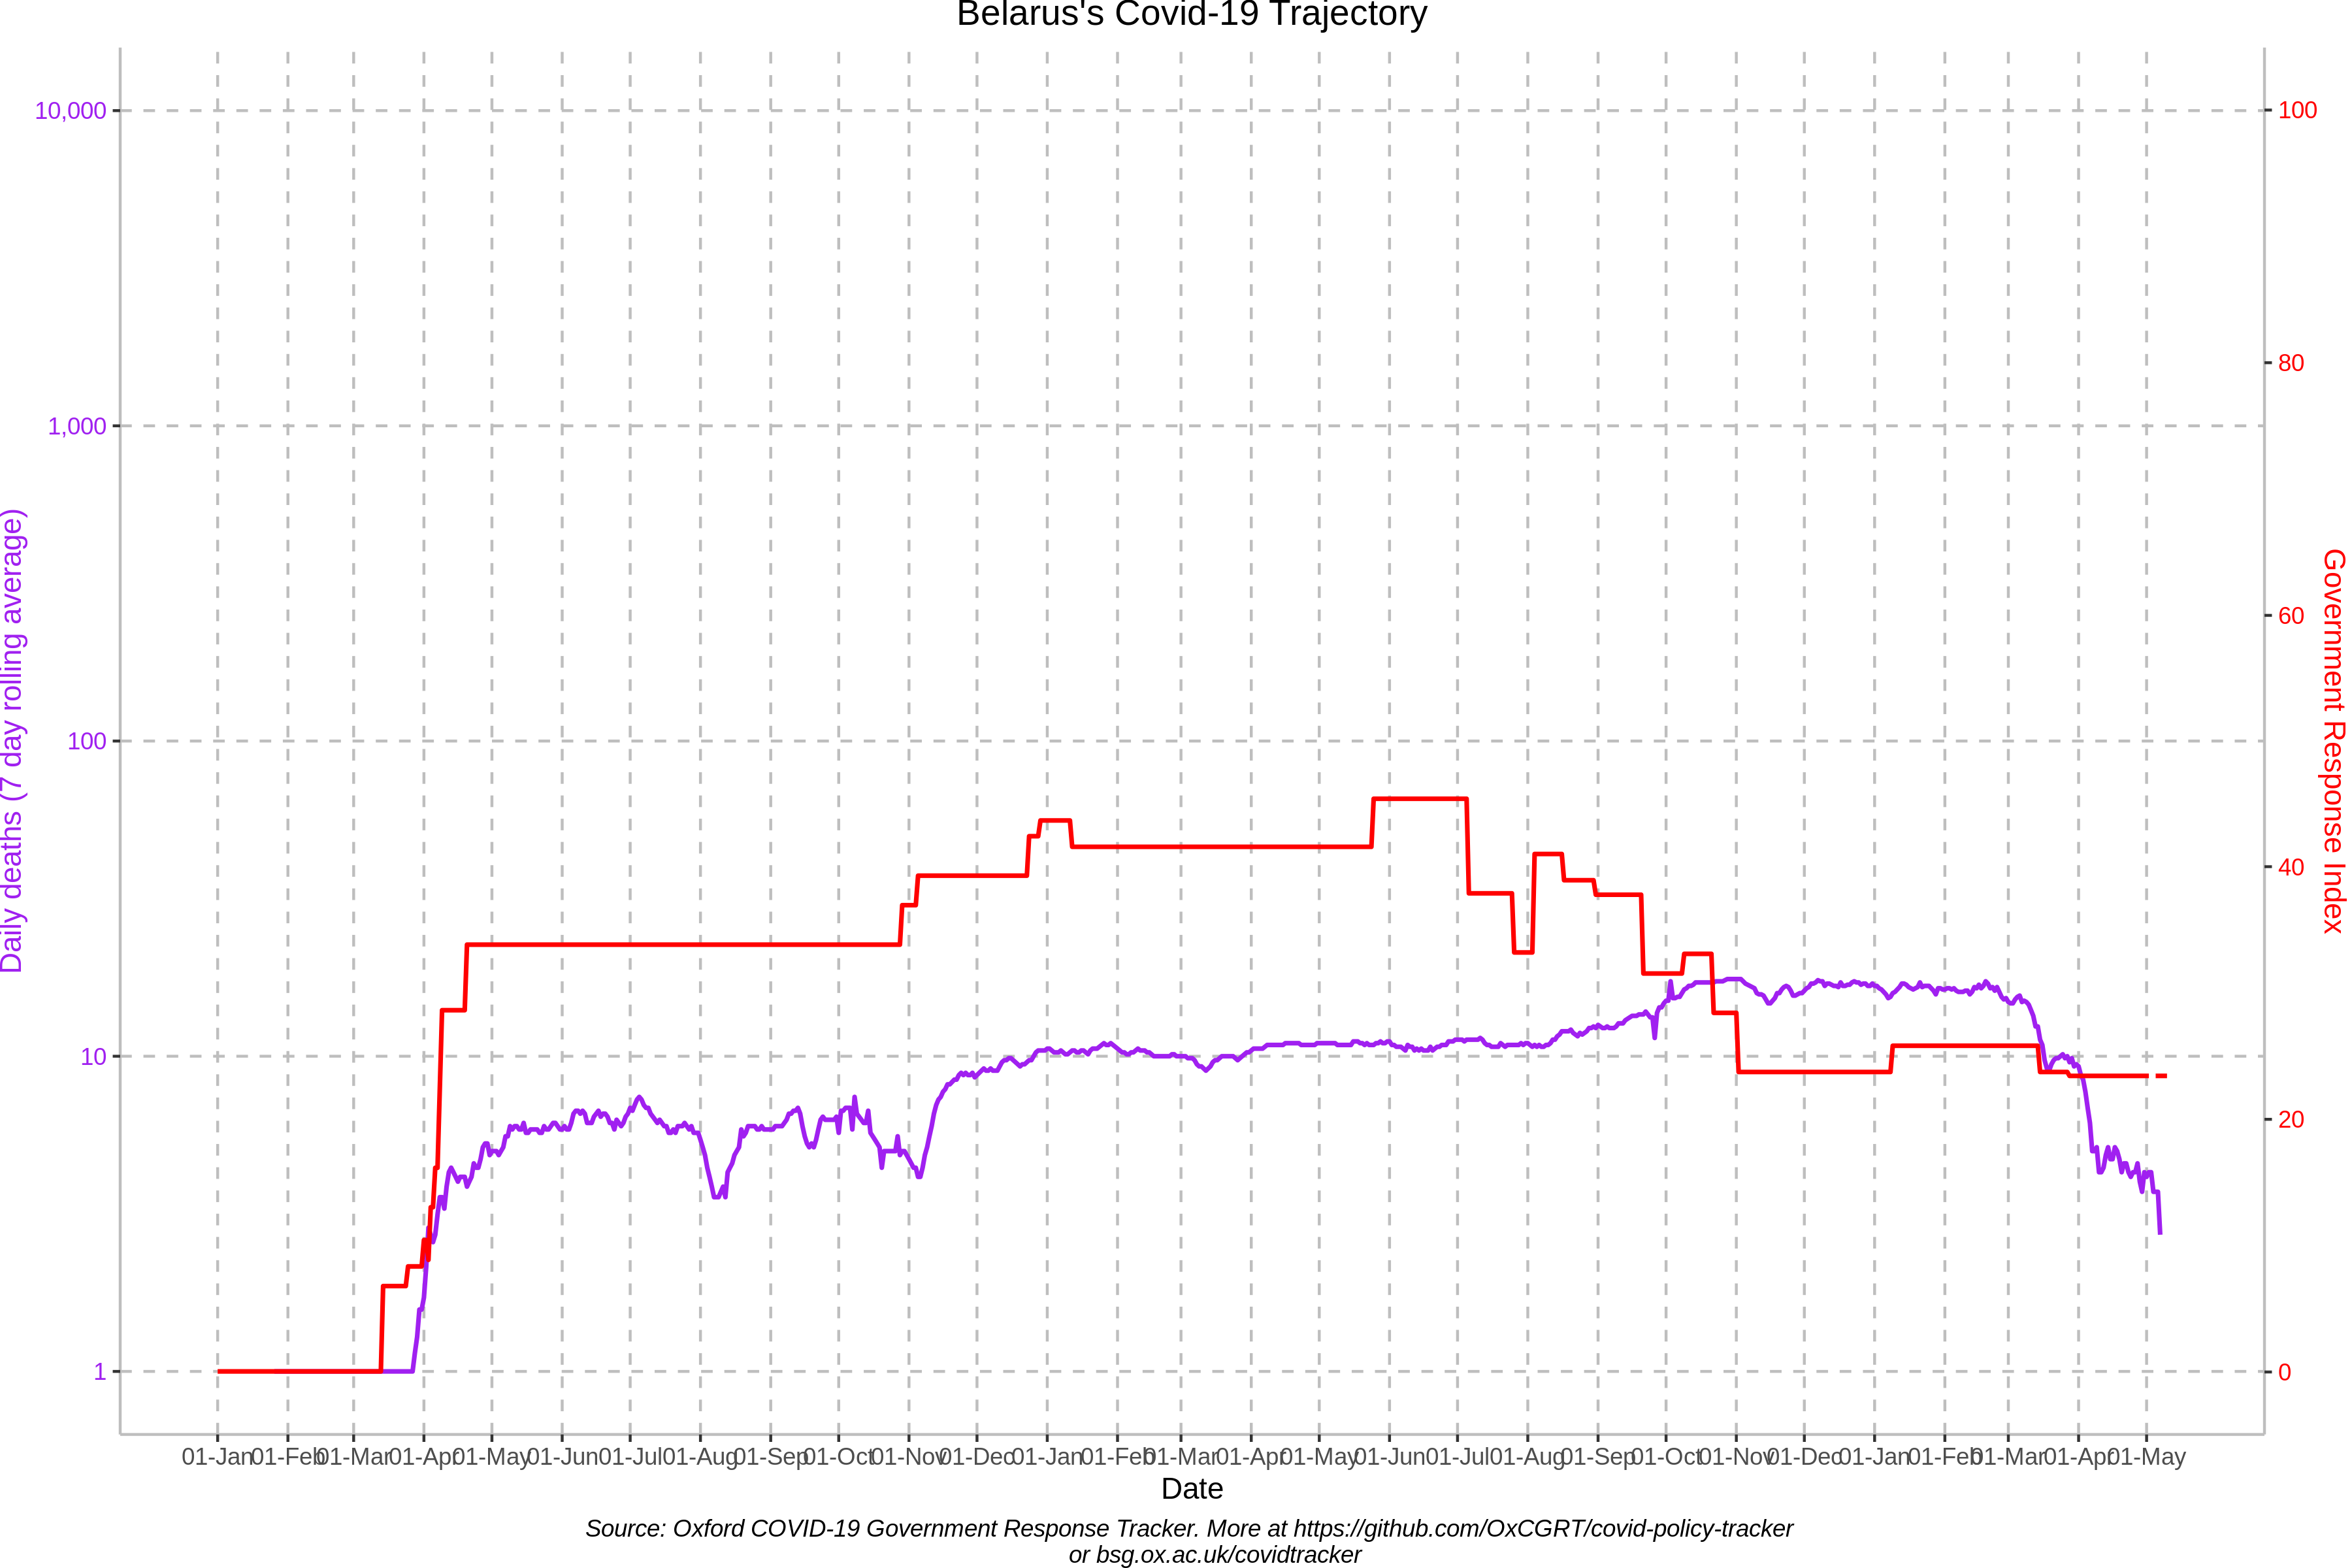 Belarus's Covid-19 Trajectory
10,000
1,000
100
10
1
Daily deaths (7 day rolling average)
100
80
60
40
20
0
Government Response Index
01-Jan 01-Feb 01-Mar 01-Apr 01-May 01-Jun 01-Jul 01-Aug 01-Sep 01-Oct 01-Nov 01-Dec 01-Jan 01-Feb 01-Mar 01-Apr 01-May 01-Jun 01-Jul 01-Aug 01-Sep 01-Oct 01-Nov 01-Dec 01-Jan 01-Feb 01-Mar 01-Apr 01-May
Date
Source: Oxford COVID-19 Government Response Tracker. More at https://github.com/OxCGRT/covid-policy-tracker
or bsg.ox.ac.uk/covidtracker